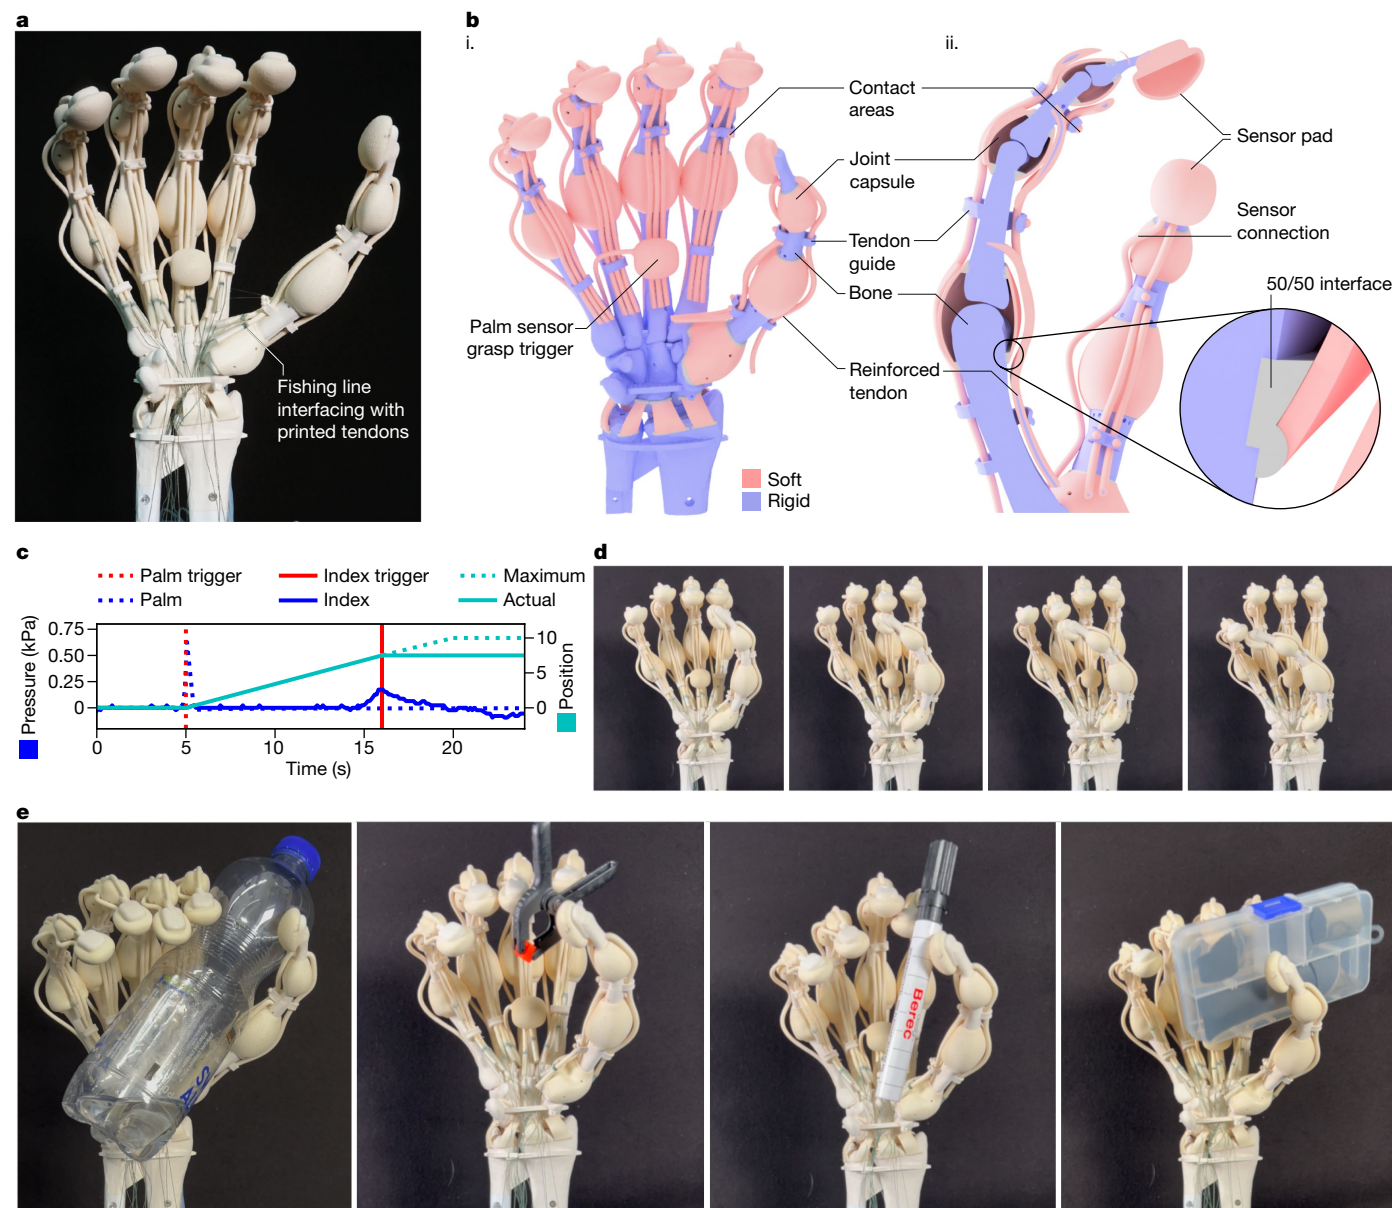 a
Fishing line
interfacing with
printed tendons
b
i.
ii.
Contact
areas
Joint
capsule
Tendon
guide
Bone
Reinforced
tendon
Palm sensor
grasp trigger
Soft
Rigid
Sensor pad
Sensor
connection
50/50 interface
c
Palm trigger
Index trigger
Maximum
Palm
Index
Actual
Pressure (kPa)
0.75
0.50
0.25
0
10
5
0
Position
0
5
10
15
20
Time (s)
d
e
Berec